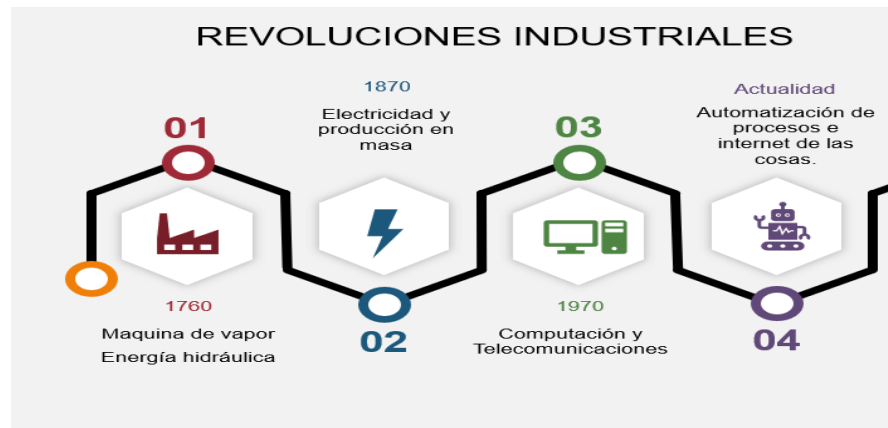 REVOLUCIONES INDUSTRIALES
01
1760
Maquina de vapor
Energía hidráulica
1870
Electricidad y
producción en
masa
02
03
1970
Computación y
Telecomunicaciones
Actualidad
Automatización de
procesos e
internet de las
cosas.
04